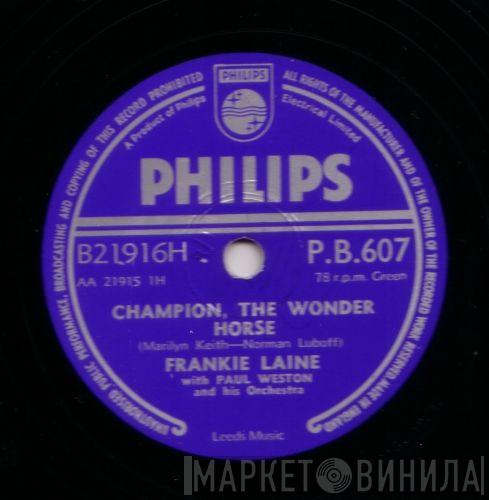 PHILIPS
UNAUTHORISED PUBLIC PERFORMANCE, BROADCASTING AND COPYING OF THIS RECORD PROHIBITED
ALL RIGHTS OF THE MANUFACTURER AND OF THE OWNER OF THE RECORDED WORK RESERVED MADE IN ENGLAND
A Product of Philips
Electrical Limited
PHILIPS
B21916H
P.B.607
AA 21915 1H
78 r.p.m. Green
CHAMPION, THE WONDER
HORSE
(Marilyn Keith—Norman Luboff)
FRANKIE LAINE
with PAUL WESTON
and his Orchestra
Leeds Music
МАРКЕТ ВИНИЛА